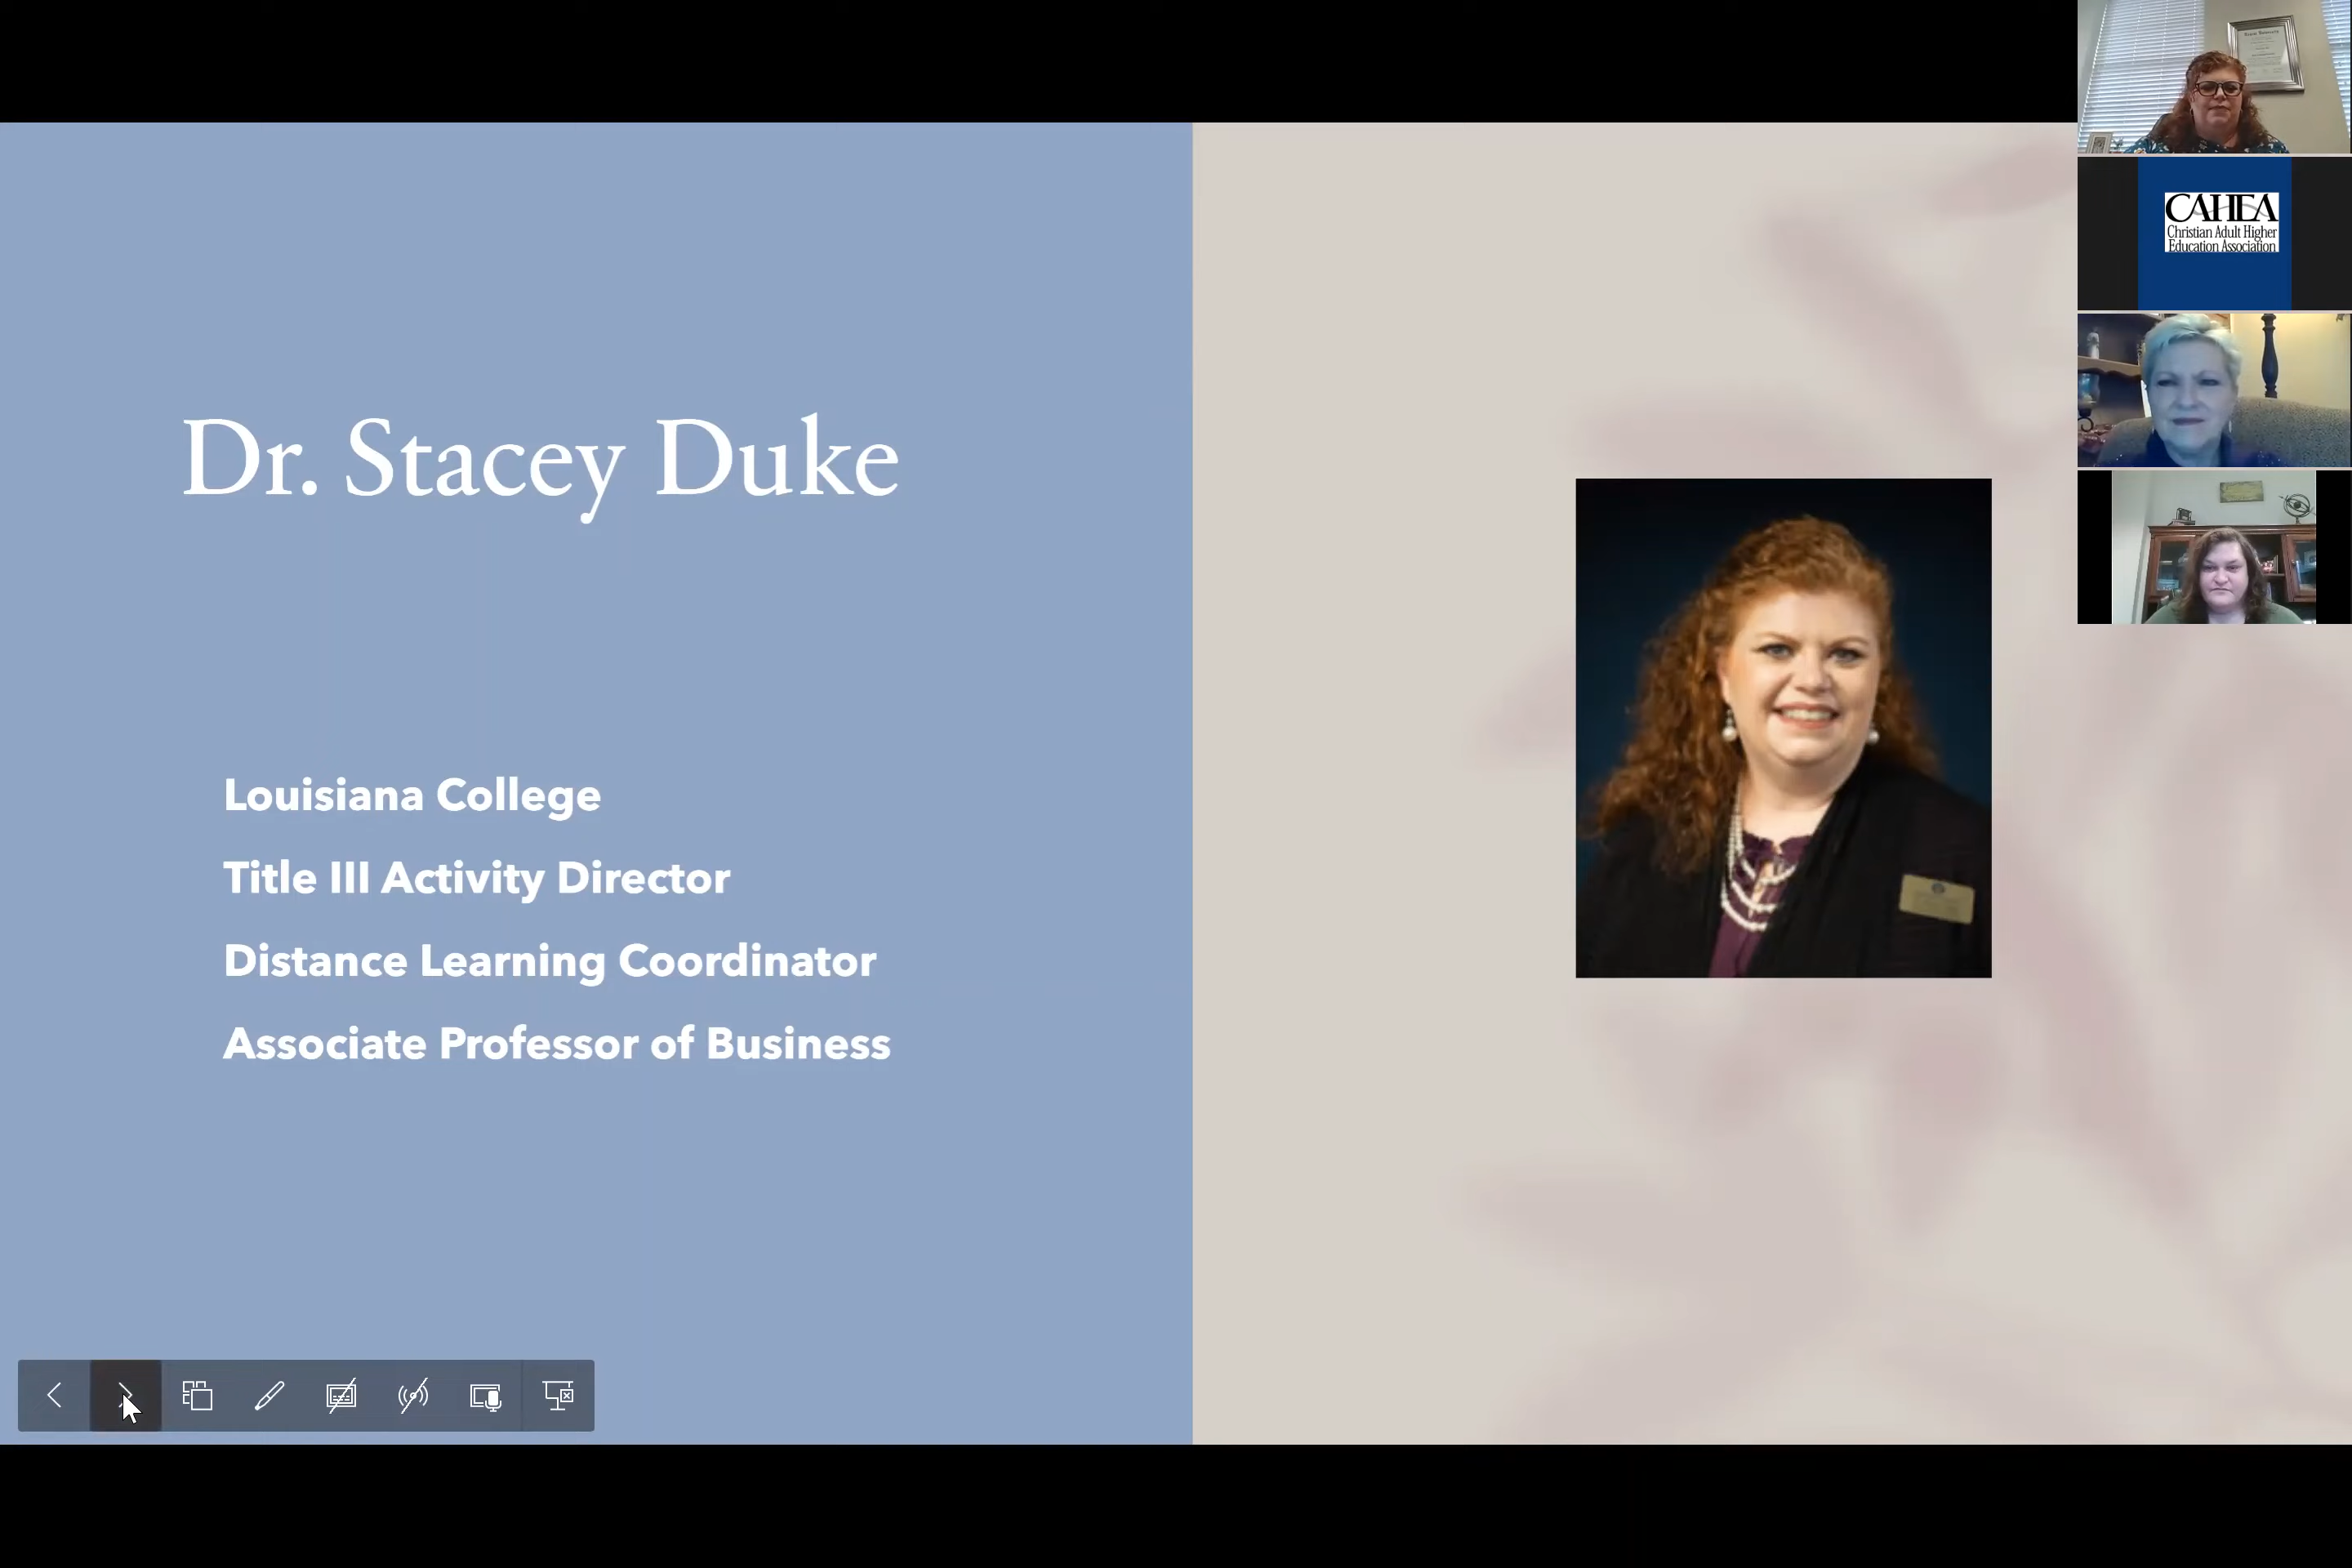 Dr. Stacey Duke
Louisiana College
Title III Activity Director
Distance Learning Coordinator
Associate Professor of Business
CAHEA
Christian Adult Higher
Education Association